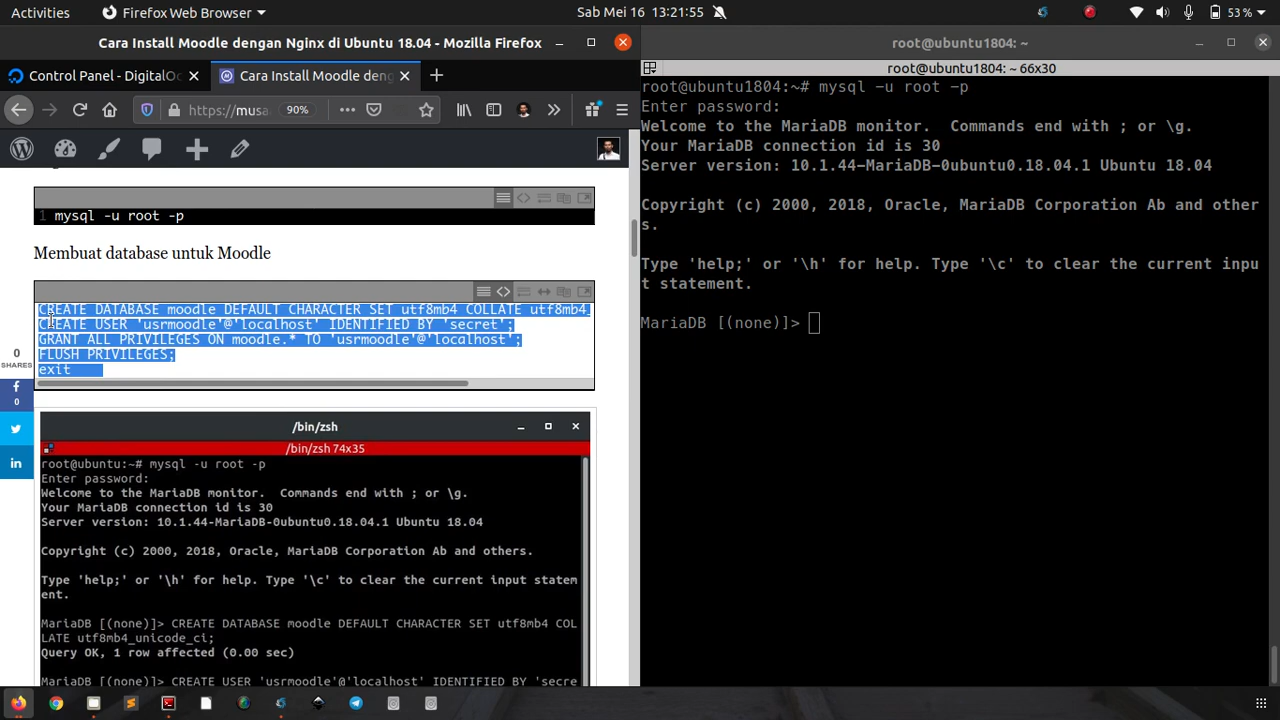 Activities
Firefox Web Browser
Sab Mei 16 13:21:55
53 %
Cara Install Moodle dengan Nginx di Ubuntu 18.04 - Mozilla Firefox
Control Panel - DigitalOc
Cara Install Moodle deng
https://musa
90%
1 mysql -u root -p
Membuat database untuk Moodle
CREATE DATABASE moodle DEFAULT CHARACTER SET utf8mb4 COLLATE utf8mb4_
CREATE USER 'usrmoodle'@'localhost' IDENTIFIED BY 'secret';
GRANT ALL PRIVILEGES ON moodle.* TO 'usrmoodle'@'localhost';
FLUSH PRIVILEGES;
exit
0
SHARES
0
/bin/zsh
/bin/zsh 74x35
root@ubuntu:~# mysql -u root -p
Enter password:
Welcome to the MariaDB monitor.  Commands end with ; or \g.
Your MariaDB connection id is 30
Server version: 10.1.44-MariaDB-0ubuntu0.18.04.1 Ubuntu 18.04
Copyright (c) 2000, 2018, Oracle, MariaDB Corporation Ab and others.
Type 'help;' or '\h' for help. Type '\c' to clear the current input statem
ent.
MariaDB [(none)]> CREATE DATABASE moodle DEFAULT CHARACTER SET utf8mb4 COL
LATE utf8mb4_unicode_ci;
Query OK, 1 row affected (0.00 sec)
MariaDB [(none)]> CREATE USER 'usrmoodle'@'localhost' IDENTIFIED BY 'secre
root@ubuntu1804: ~
root@ubuntu1804: ~ 66x30
root@ubuntu1804:~# mysql -u root -p
Enter password:
Welcome to the MariaDB monitor.  Commands end with ; or \g.
Your MariaDB connection id is 30
Server version: 10.1.44-MariaDB-0ubuntu0.18.04.1 Ubuntu 18.04
Copyright (c) 2000, 2018, Oracle, MariaDB Corporation Ab and other
s.
Type 'help;' or '\h' for help. Type '\c' to clear the current inpu
t statement.
MariaDB [(none)]>